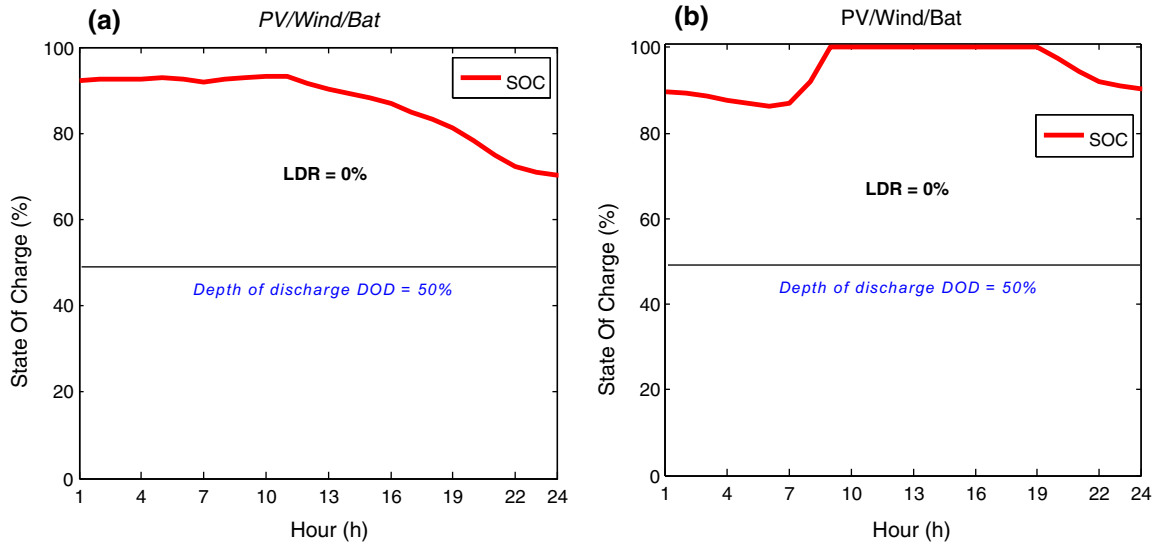 (a)
PV/Wind/Bat
100
80
60
40
20
0
State Of Charge (%)
SOC
LDR = 0%
Depth of discharge DOD = 50%
1 4 7 10 13 16 19 22 24
Hour (h)
(b)
PV/Wind/Bat
100
80
60
40
20
0
State Of Charge (%)
SOC
LDR = 0%
Depth of discharge DOD = 50%
1 4 7 10 13 16 19 22 24
Hour (h)